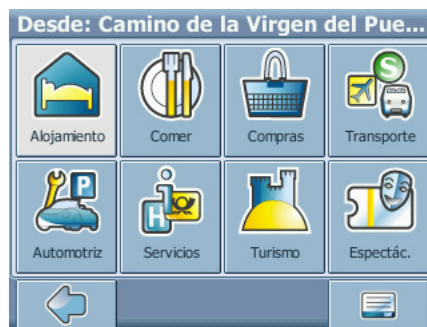 Desde: Camino de la Virgen del Pue...
Alojamiento
Comer
Compras
S
Transporte
P
Automotriz
H
Servicios
Turismo
Espectác.